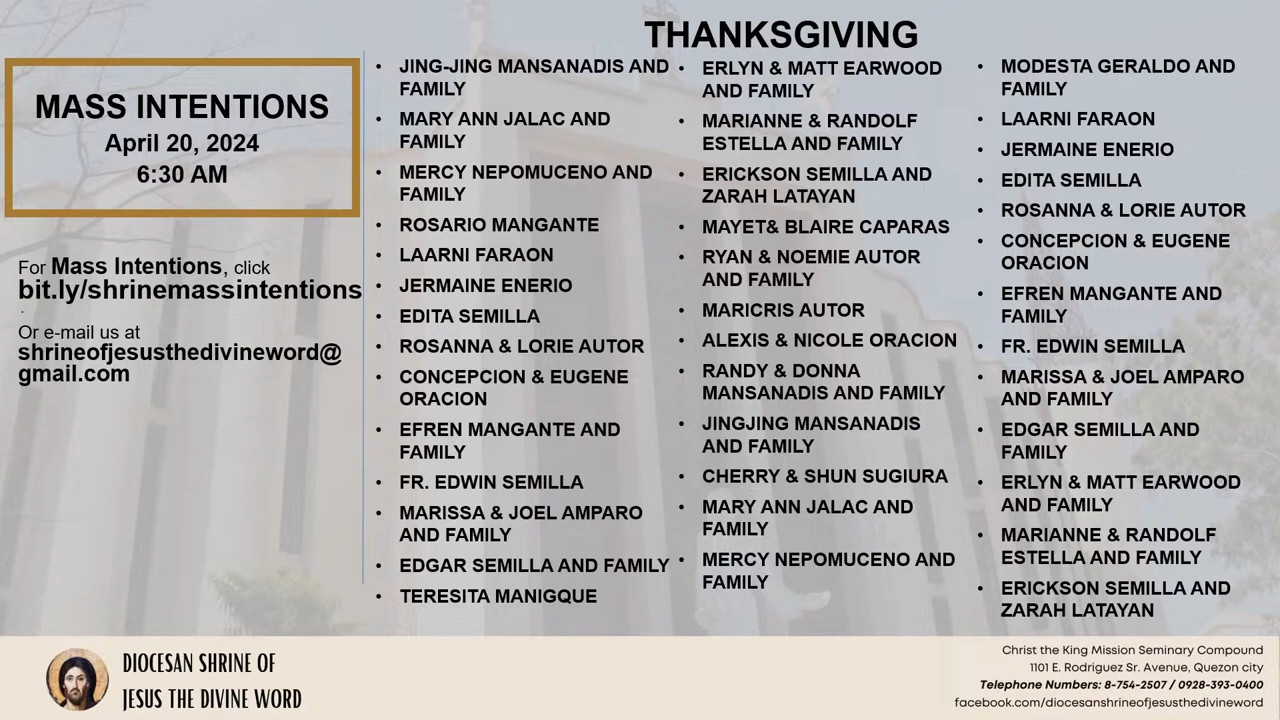 THANKSGIVING
MASS INTENTIONS
April 20, 2024
6:30 AM
For Mass Intentions, click
bit.ly/shrinemassintentions
.
Or e-mail us at
shrineofjesusthedivineword@
gmail.com
• JING-JING MANSANADIS AND
FAMILY
• MARY ANN JALAC AND
FAMILY
• MERCY NEPOMUCENO AND
FAMILY
• ROSARIO MANGANTE
• LAARNI FARAON
• JERMAINE ENERIO
• EDITA SEMILLA
• ROSANNA & LORIE AUTOR
• CONCEPCION & EUGENE
ORACION
• EFREN MANGANTE AND
FAMILY
• FR. EDWIN SEMILLA
• MARISSA & JOEL AMPARO
AND FAMILY
• EDGAR SEMILLA AND FAMILY
• TERESITA MANIGQUE
• ERLYN & MATT EARWOOD
AND FAMILY
• MARIANNE & RANDOLF
ESTELLA AND FAMILY
• ERICKSON SEMILLA AND
ZARAH LATAYAN
• MAYET& BLAIRE CAPARAS
• RYAN & NOEMIE AUTOR
AND FAMILY
• MARICRIS AUTOR
• ALEXIS & NICOLE ORACION
• RANDY & DONNA
MANSANADIS AND FAMILY
• JINGJING MANSANADIS
AND FAMILY
• CHERRY & SHUN SUGIURA
• MARY ANN JALAC AND
FAMILY
• MERCY NEPOMUCENO AND
FAMILY
• MODESTA GERALDO AND
FAMILY
• LAARNI FARAON
• JERMAINE ENERIO
• EDITA SEMILLA
• ROSANNA & LORIE AUTOR
• CONCEPCION & EUGENE
ORACION
• EFREN MANGANTE AND
FAMILY
• FR. EDWIN SEMILLA
• MARISSA & JOEL AMPARO
AND FAMILY
• EDGAR SEMILLA AND
FAMILY
• ERLYN & MATT EARWOOD
AND FAMILY
• MARIANNE & RANDOLF
ESTELLA AND FAMILY
• ERICKSON SEMILLA AND
ZARAH LATAYAN
DIOCESAN SHRINE OF
JESUS THE DIVINE WORD
Christ the King Mission Seminary Compound
1101 E. Rodriguez Sr. Avenue, Quezon city
Telephone Numbers: 8-754-2507 / 0928-393-0400
facebook.com/diocesanshrineofjesusthedivineword